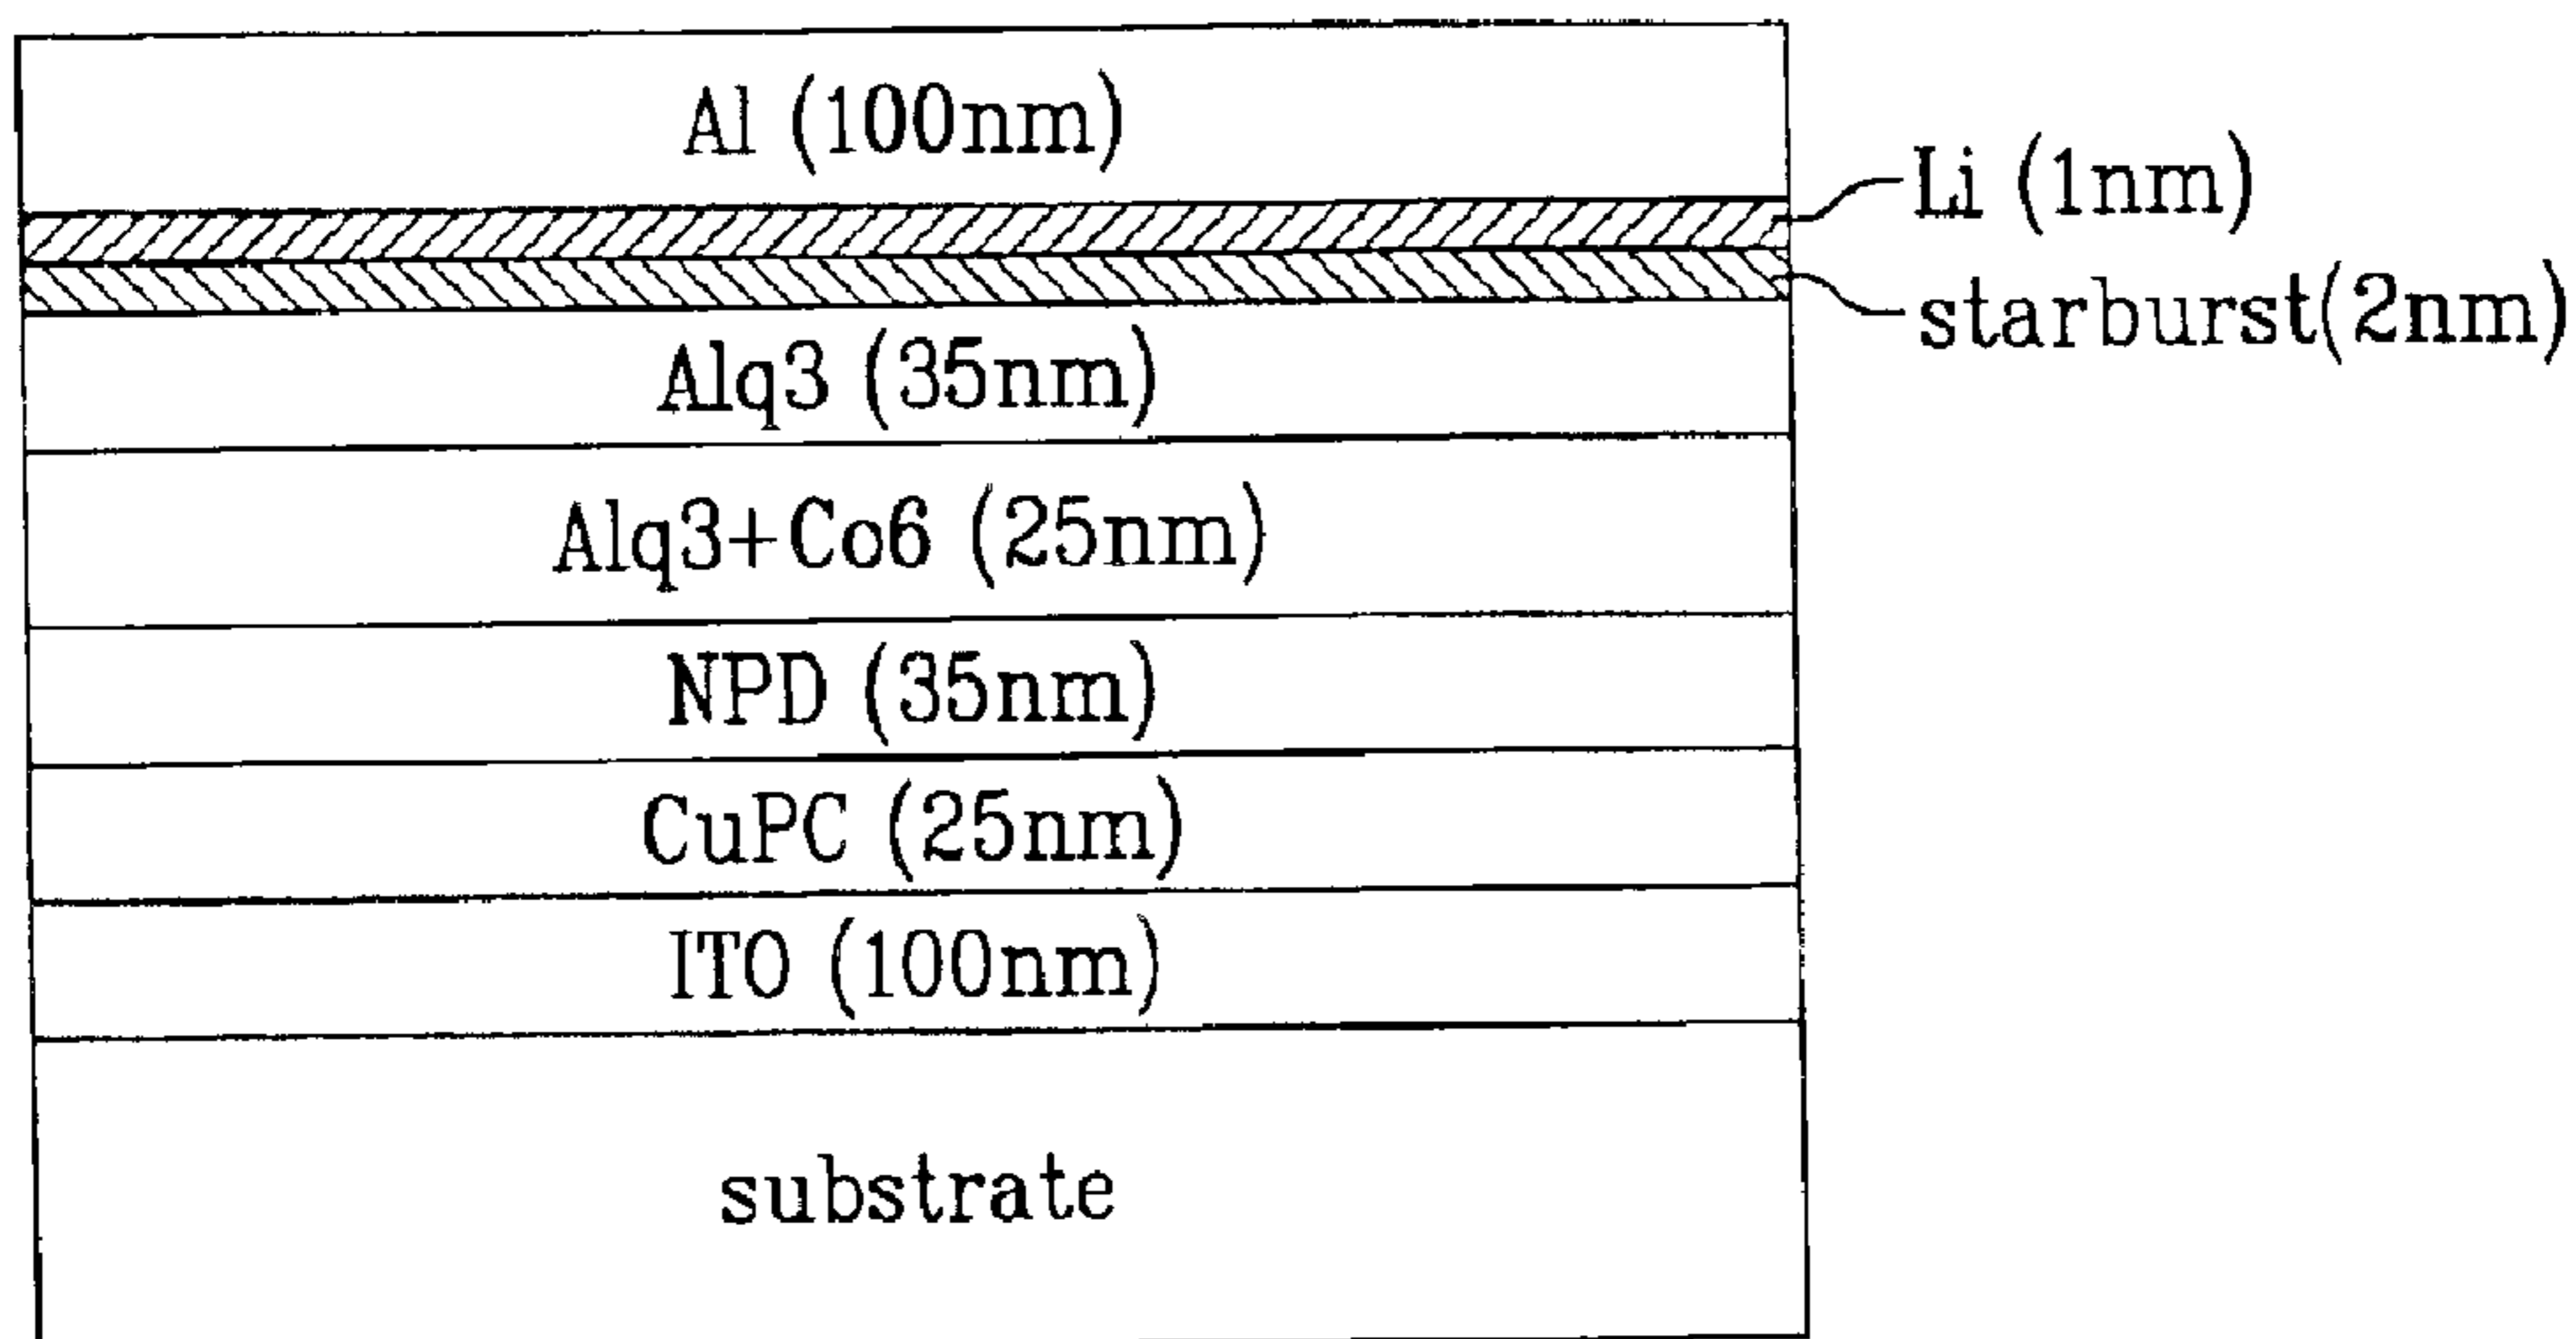 Al (100nm)
Li (1nm)
starburst(2nm)
Alq3 (35nm)
Alq3+Co6 (25nm)
NPD (35nm)
CuPC (25nm)
ITO (100nm)
substrate